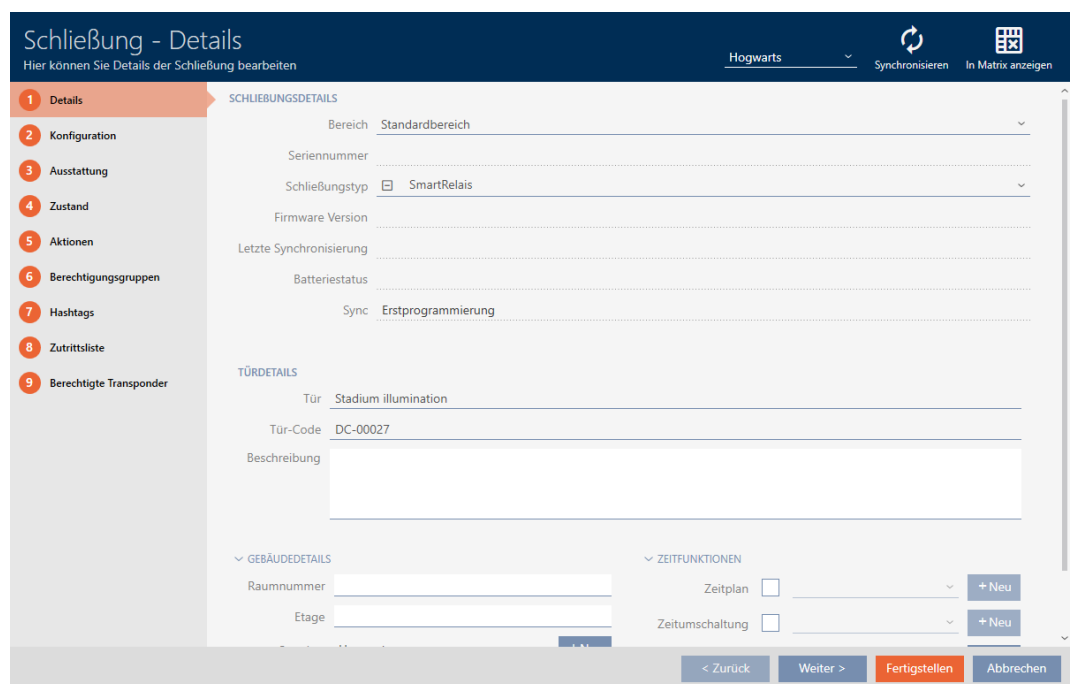 Schließung - Details
Hier können Sie Details der Schließung bearbeiten
Hogwarts
Synchronisieren
In Matrix anzeigen
1 Details
2 Konfiguration
3 Ausstattung
4 Zustand
5 Aktionen
6 Berechtigungsgruppen
7 Hashtags
8 Zutrittsliste
9 Berechtigte Transponder
SCHLIEßUNGSDETAILS
Bereich Standardbereich
Seriennummer
Schließungstyp SmartRelais
Firmware Version
Letzte Synchronisierung
Batteriestatus
Sync Erstprogrammierung
TÜRDETAILS
Tür Stadium illumination
Tür-Code DC-00027
Beschreibung
GEBÄUDEDETAILS
Raumnummer
Etage
ZEITFUNKTIONEN
Zeitplan + Neu
Zeitumschaltung + Neu
< Zurück
Weiter >
Fertigstellen
Abbrechen